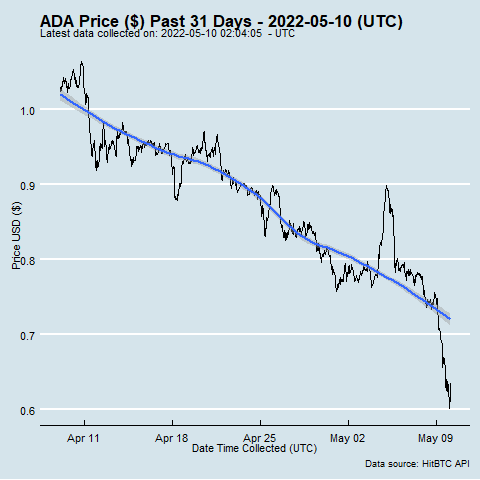 ADA Price ($) Past 31 Days - 2022-05-10 (UTC)
Latest data collected on: 2022-05-10 02:04:05 - UTC
Price USD ($)
1.0
0.9
0.8
0.7
0.6
Apr 11 Apr 18 Apr 25 May 02 May 09
Date Time Collected (UTC)
Data source: HitBTC API